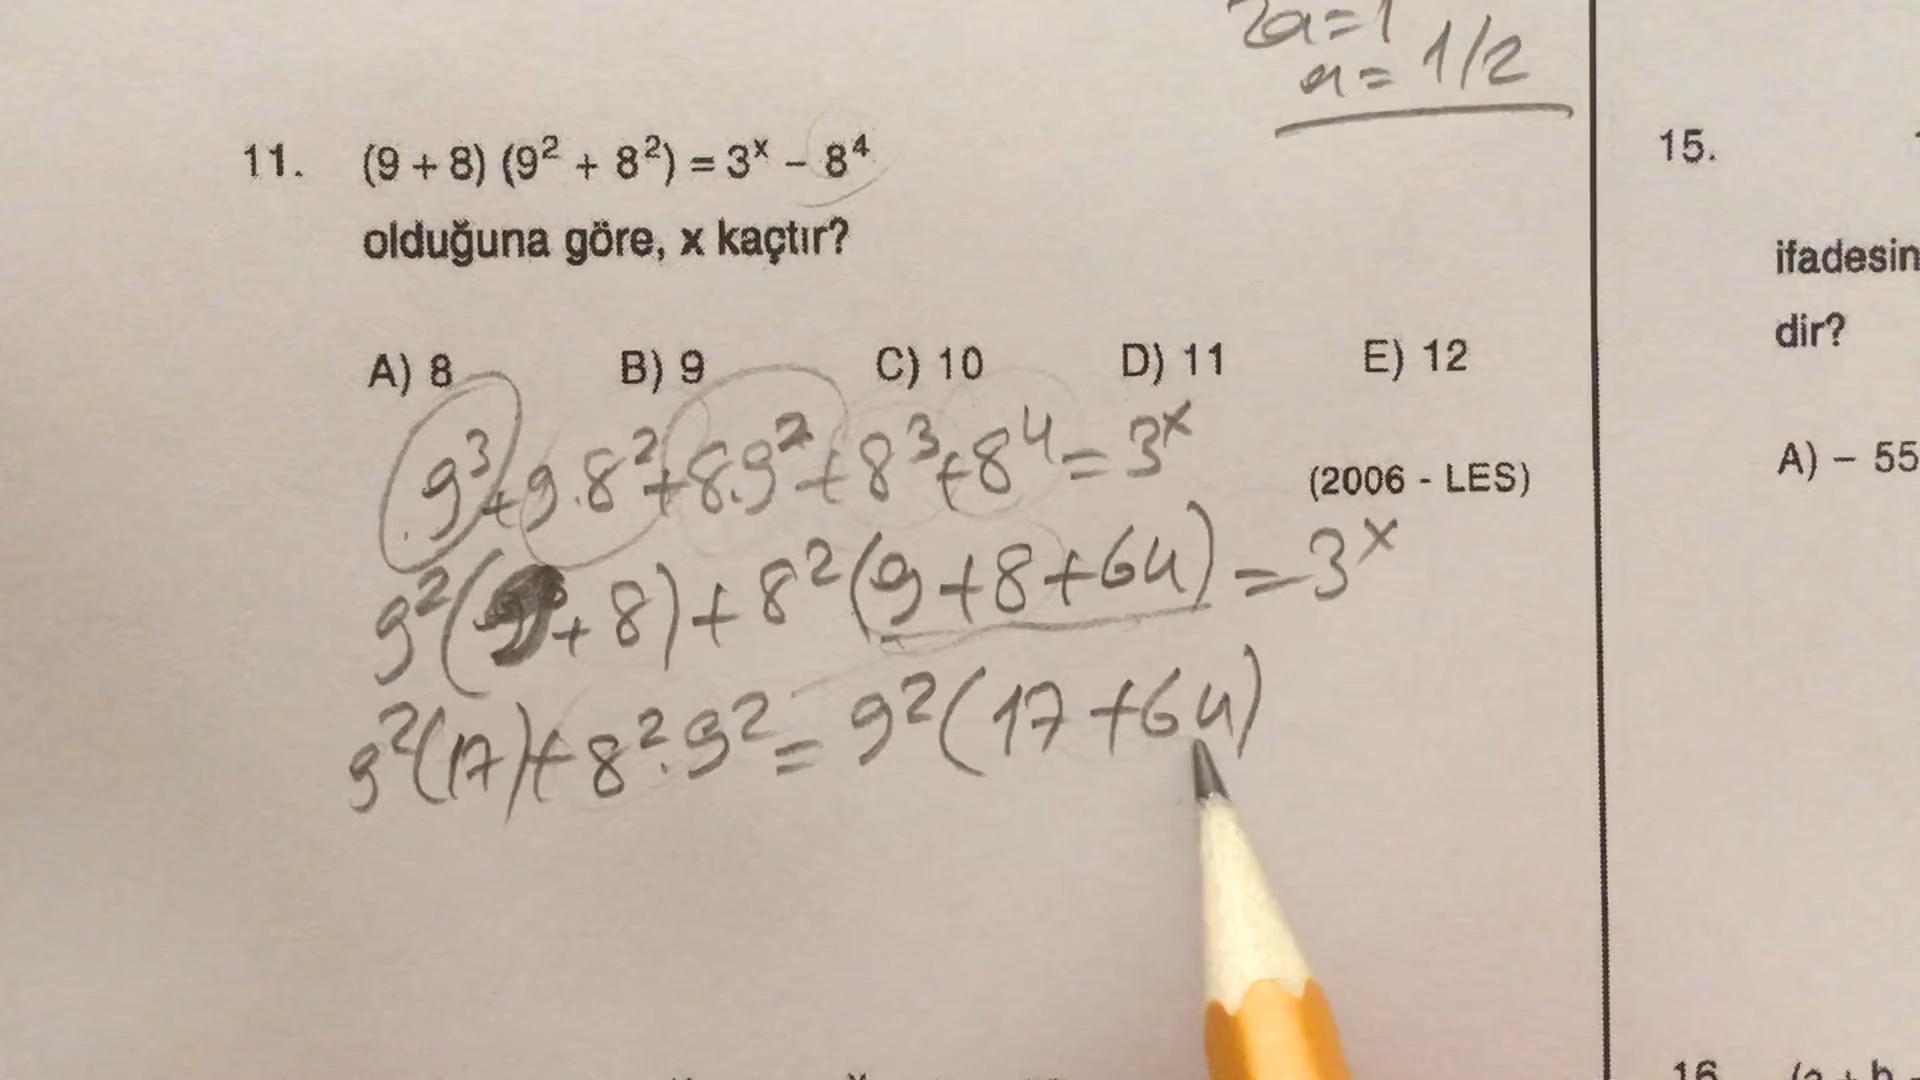 2a=1
a= 1/2
11. (9 + 8) (9² + 8²) = 3ˣ – 8⁴
olduğuna göre, x kaçtır?
A) 8 B) 9 C) 10 D) 11 E) 12
9³+9.8²+8.9²+8³+8⁴=3ˣ
(2006 - LES)
9²(9+8)+8²(9+8+64)=3ˣ
9²(17)+8².9²=9²(17+64)
15.
ifadesin
dir?
A) – 55
16.